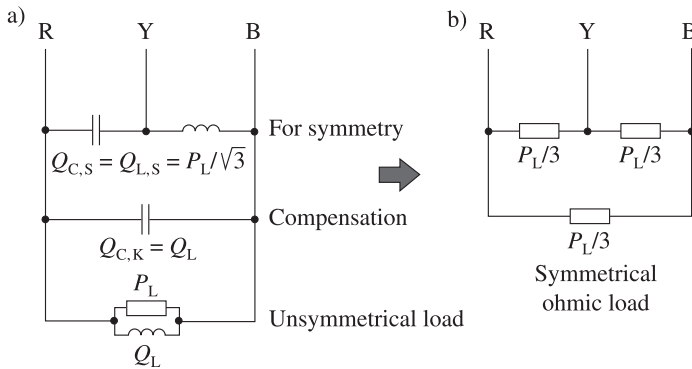 a)
R Y B
For symmetry
Q_C,S = Q_L,S = P_L/√3
Compensation
Q_C,K = Q_L
P_L
Unsymmetrical load
Q_L
b)
R Y B
P_L/3 P_L/3
P_L/3
Symmetrical
ohmic load